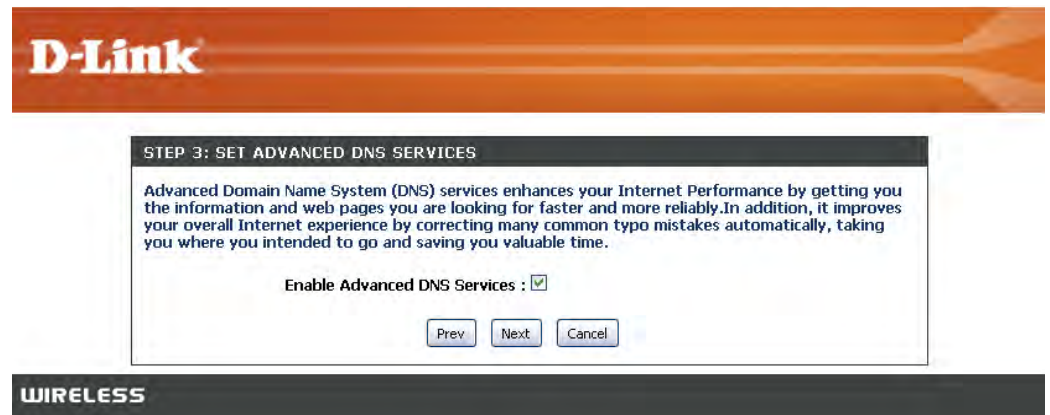 D-Link
STEP 3: SET ADVANCED DNS SERVICES
Advanced Domain Name System (DNS) services enhances your Internet Performance by getting you
the information and web pages you are looking for faster and more reliably.In addition, it improves
your overall Internet experience by correcting many common typo mistakes automatically, taking
you where you intended to go and saving you valuable time.
Enable Advanced DNS Services :
Prev Next Cancel
WIRELESS